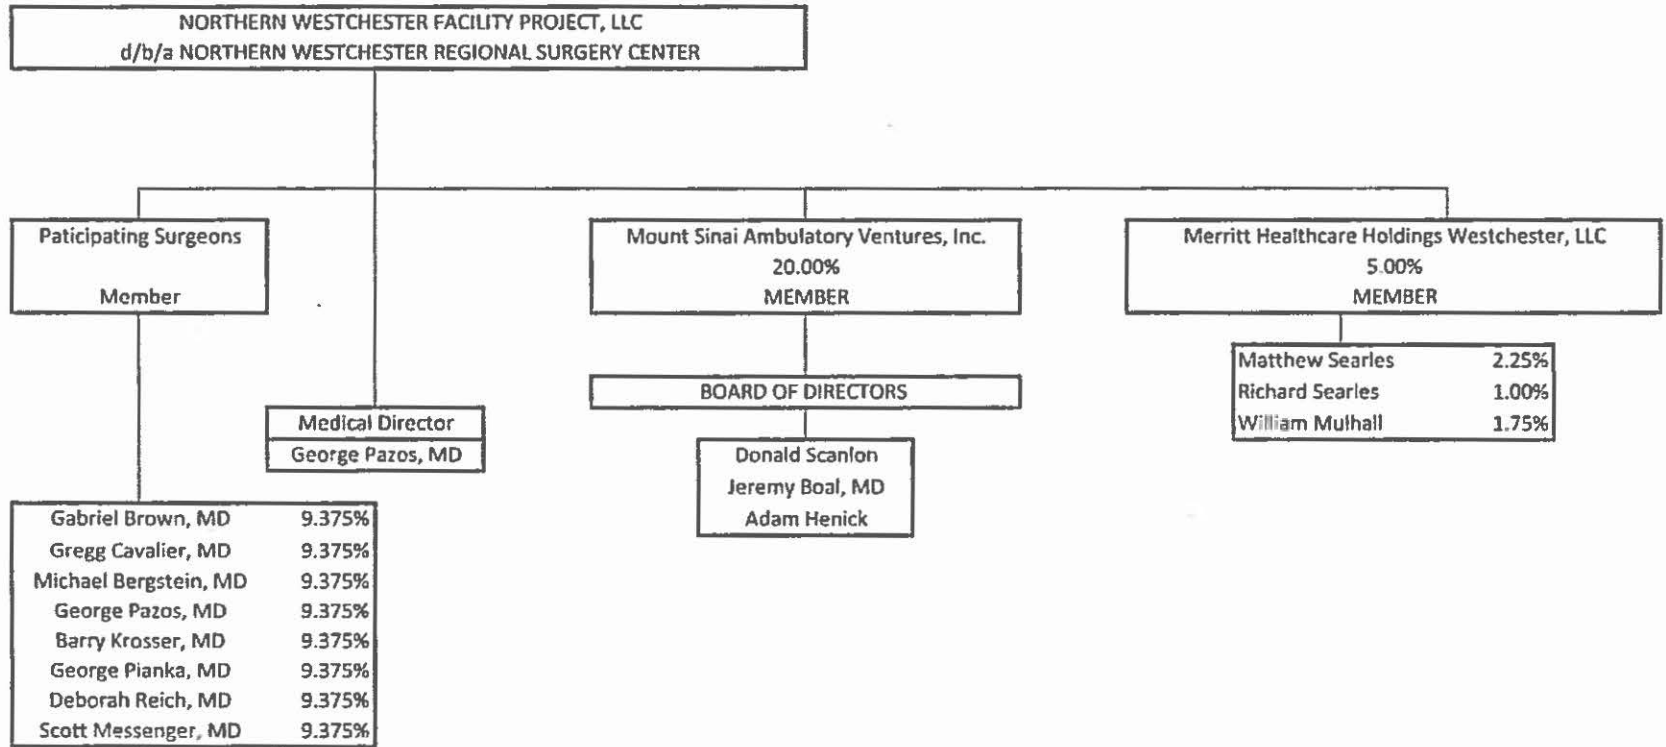 NORTHERN WESTCHESTER FACILITY PROJECT, LLC
d/b/a NORTHERN WESTCHESTER REGIONAL SURGERY CENTER
Paticipating Surgeons
Member
Mount Sinai Ambulatory Ventures, Inc.
20.00%
MEMBER
Merritt Healthcare Holdings Westchester, LLC
5.00%
MEMBER
Matthew Searles 2.25%
Richard Searles 1.00%
William Mulhall 1.75%
BOARD OF DIRECTORS
Medical Director
George Pazos, MD
Donald Scanlon
Jeremy Boal, MD
Adam Henick
Gabriel Brown, MD 9.375%
Gregg Cavalier, MD 9.375%
Michael Bergstein, MD 9.375%
George Pazos, MD 9.375%
Barry Krosser, MD 9.375%
George Pianka, MD 9.375%
Deborah Reich, MD 9.375%
Scott Messenger, MD 9.375%